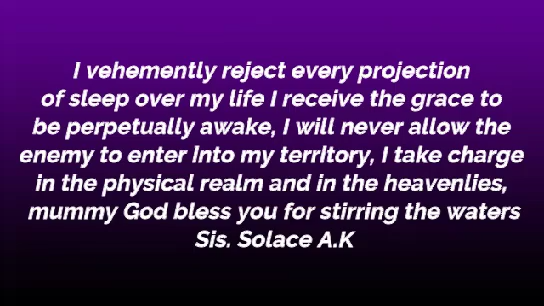 I vehemently reject every projection
of sleep over my life I receive the grace to
be perpetually awake, I will never allow the
enemy to enter into my terrItory, I take charge
in the physical realm and in the heavenlies,
mummy God bless you for stirring the waters
Sis. Solace A.K